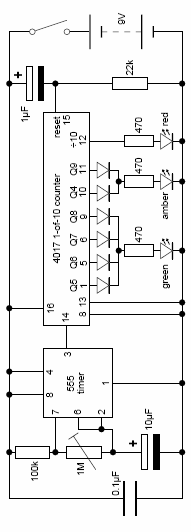 9V
+
1µF
22k
reset
15
÷10
12
470
red
4017 1-of-10 counter
Q9
11
Q4
10
470
amber
Q8
9
Q7
6
Q6
5
Q5
1
470
green
16
14
13
8
3
555
timer
4
8
7
6
2
1
100k
1M
+
10µF
0.1µF